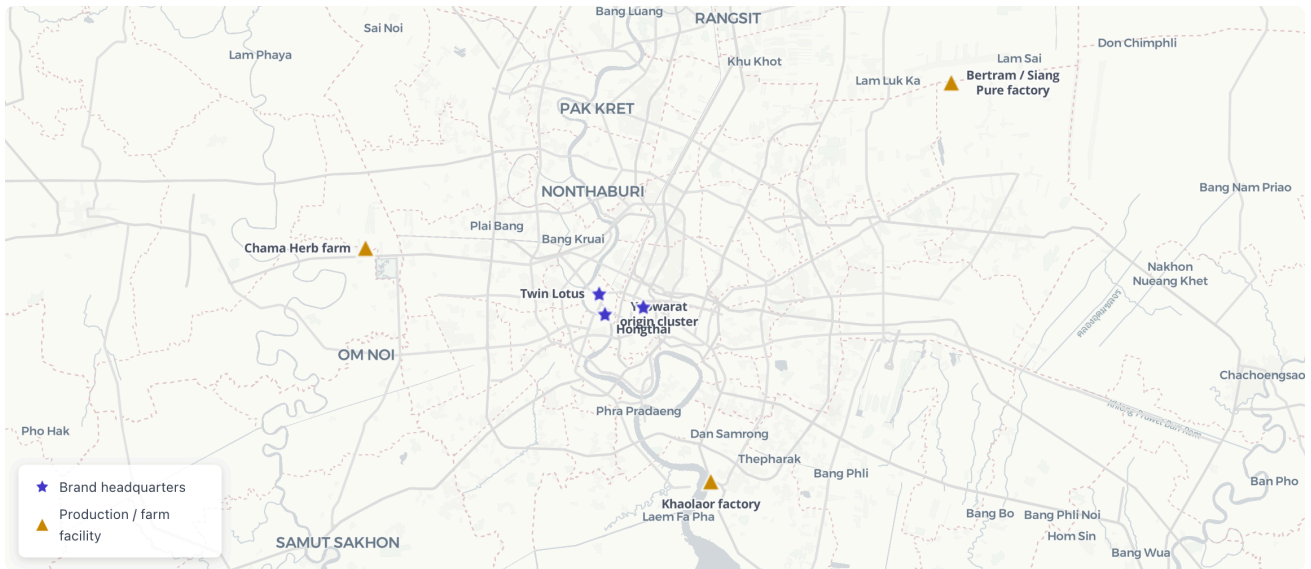 Bang Luang
RANGSIT
Sai Noi
Don Chimphli
Lam Phaya
Lam Sai
Khu Khot
Lam Luk Ka
Bertram / Siang
Pure factory
PAK KRET
NONTHABURI
Bang Nam Priao
Plai Bang
Bang Kruai
Chama Herb farm
Nakhon
Nueang Khet
Twin Lotus
origin cluster
Hongthai
OM NOI
Chachoengsao
Phra Pradaeng
Pho Hak
Dan Samrong
Thepharak
Bang Phli
Ban Pho
Khaolaor factory
Laem Fa Pha
Bang Bo
Bang Phli Noi
Hom Sin
SAMUT SAKHON
Bang Wua
Brand headquarters
Production / farm
facility